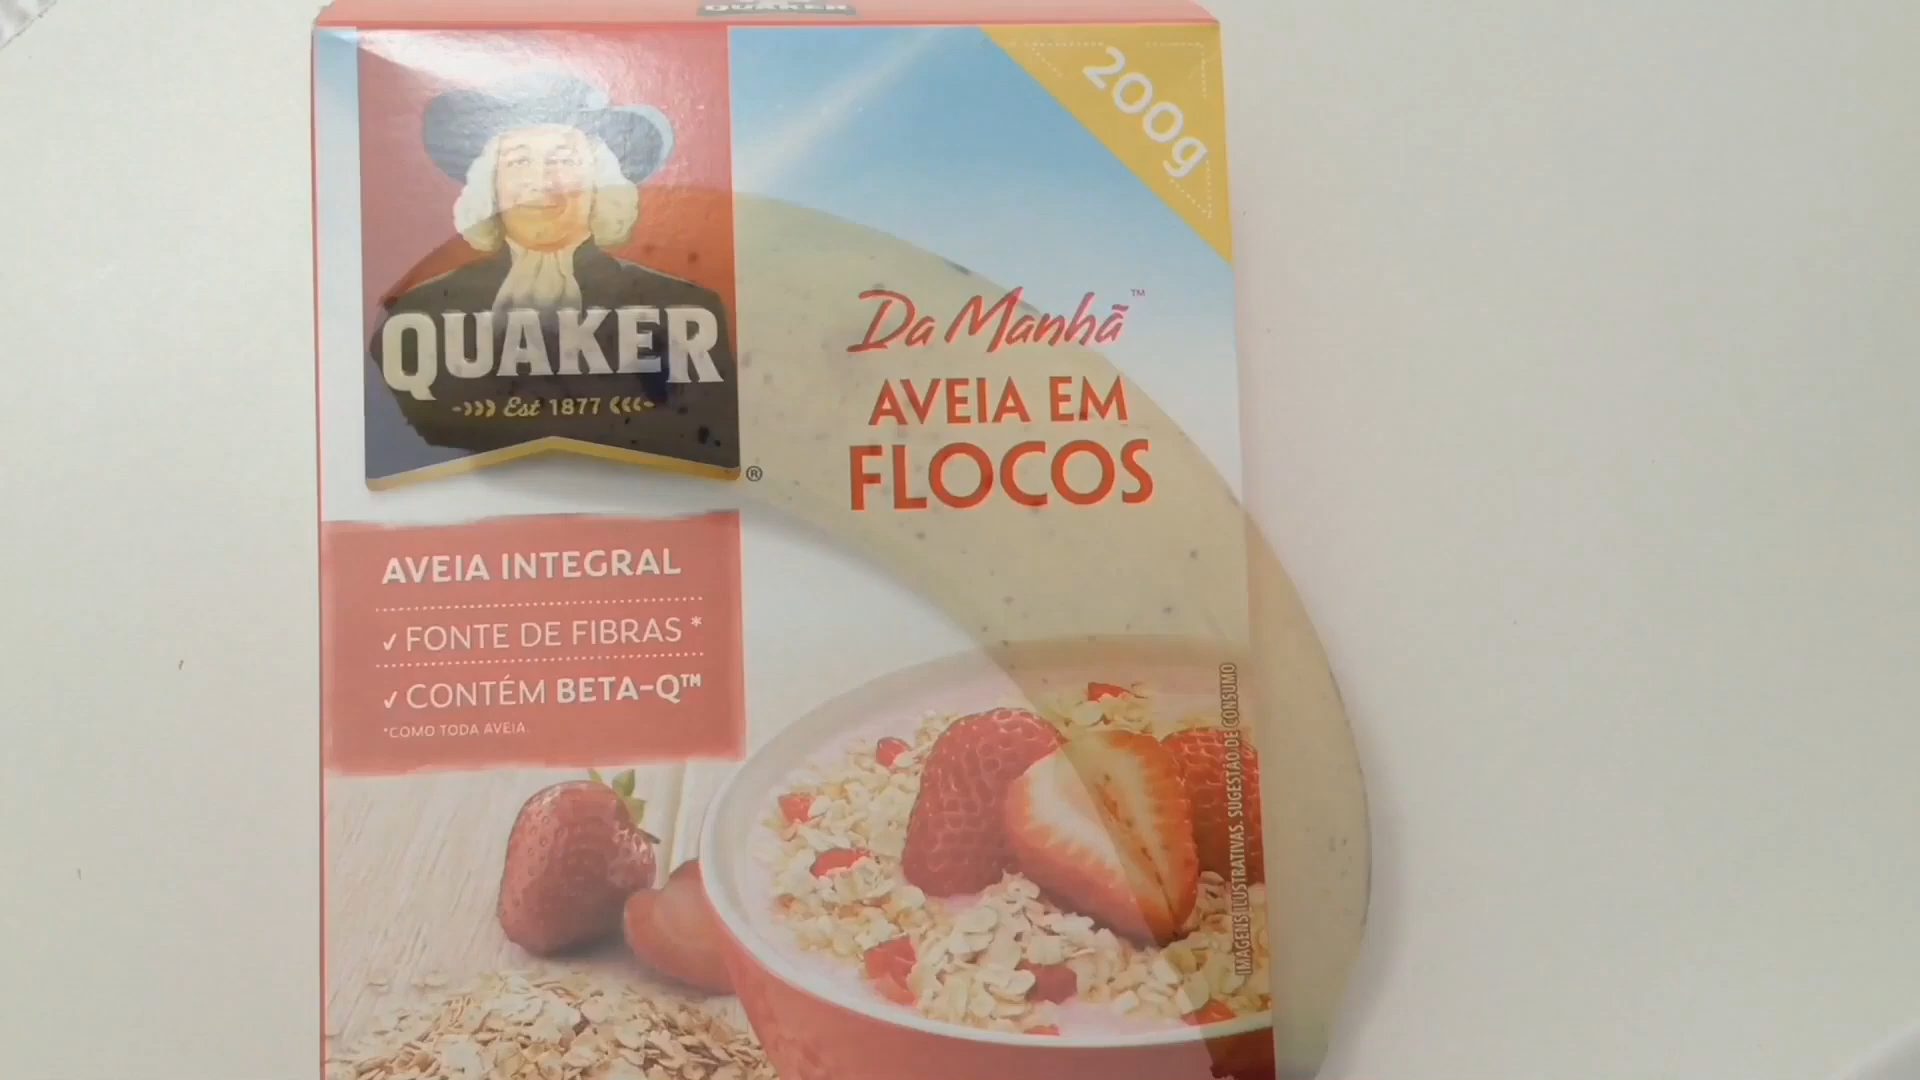 QUAKER
200g
QUAKER
Est 1877
®
Da Manhã™
AVEIA EM
FLOCOS
AVEIA INTEGRAL
✓ FONTE DE FIBRAS *
✓ CONTÉM BETA-Q™
*COMO TODA AVEIA.
IMAGENS ILUSTRATIVAS. SUGESTÃO DE CONSUMO